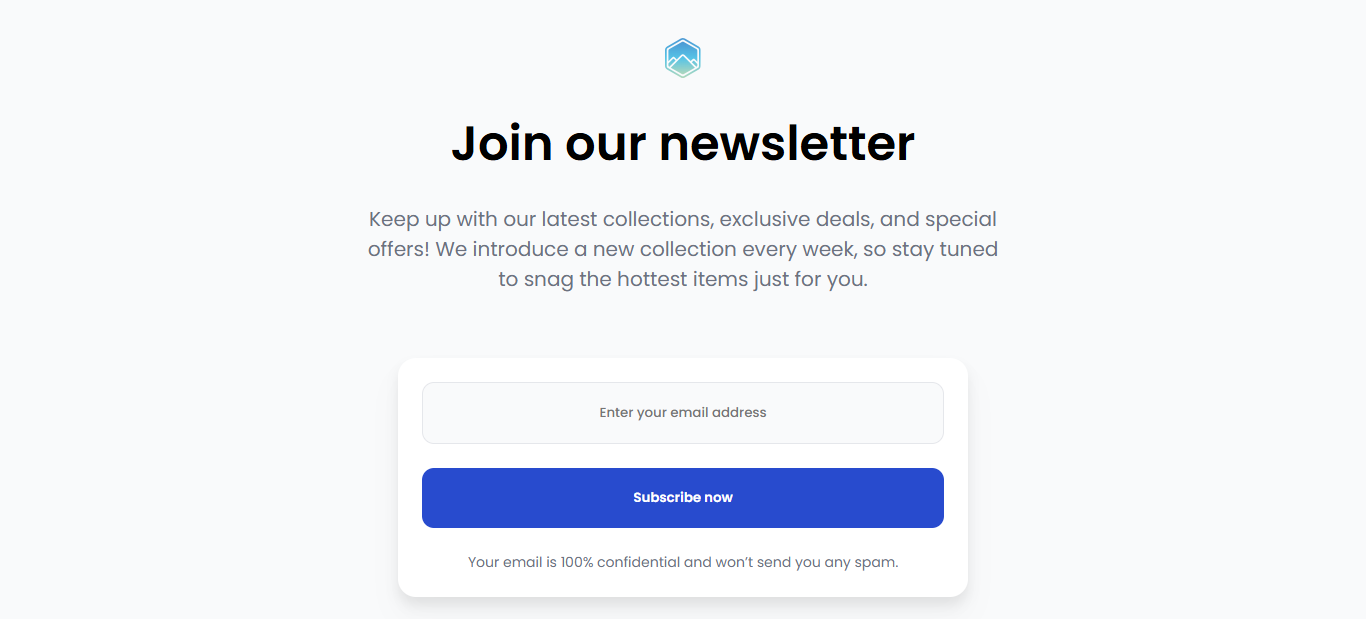 Join our newsletter
Keep up with our latest collections, exclusive deals, and special
offers! We introduce a new collection every week, so stay tuned
to snag the hottest items just for you.
Enter your email address
Subscribe now
Your email is 100% confidential and won’t send you any spam.